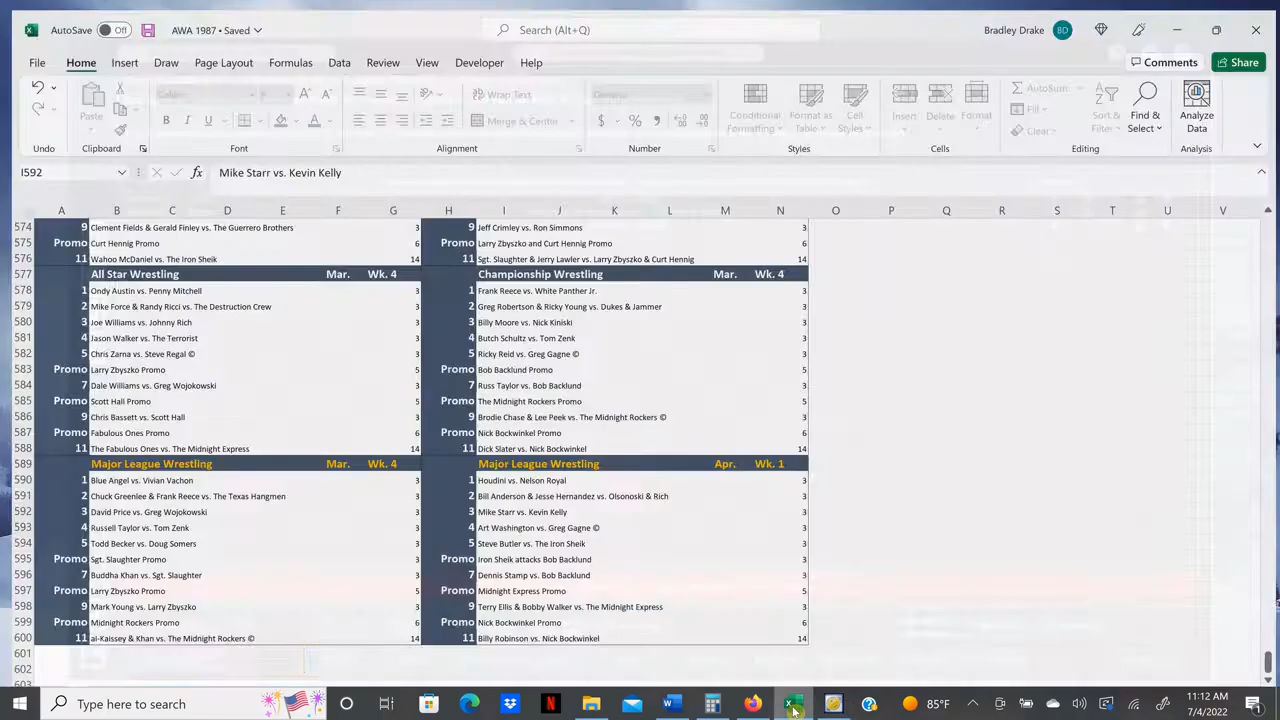 AutoSave Off AWA 1987 • Saved Search (Alt+Q) Bradley Drake BD
File Home Insert Draw Page Layout Formulas Data Review View Developer Help Comments Share
Paste Wrap Text Merge & Center General $ % , Conditional Formatting Format as Table Cell Styles Insert Delete Format AutoSum Fill Clear Sort & Filter Find & Select Analyze Data
Undo Clipboard Font Alignment Number Styles Cells Editing Analysis
I592 fx Mike Starr vs. Kevin Kelly
A B C D E F G H I J K L M N O P Q R S T U V
574 9 Clement Fields & Gerald Finley vs. The Guerrero Brothers 3 9 Jeff Crimley vs. Ron Simmons 3
575 Promo Curt Hennig Promo 6 Promo Larry Zbyszko and Curt Hennig Promo 6
576 11 Wahoo McDaniel vs. The Iron Sheik 14 11 Sgt. Slaughter & Jerry Lawler vs. Larry Zbyszko & Curt Hennig 14
577 All Star Wrestling Mar. Wk. 4 Championship Wrestling Mar. Wk. 4
578 1 Ondy Austin vs. Penny Mitchell 3 1 Frank Reece vs. White Panther Jr. 3
579 2 Mike Force & Randy Ricci vs. The Destruction Crew 3 2 Greg Robertson & Ricky Young vs. Dukes & Jammer 3
580 3 Joe Williams vs. Johnny Rich 3 3 Billy Moore vs. Nick Kiniski 3
581 4 Jason Walker vs. The Terrorist 3 4 Butch Schultz vs. Tom Zenk 3
582 5 Chris Zarna vs. Steve Regal © 3 5 Ricky Reid vs. Greg Gagne © 3
583 Promo Larry Zbyszko Promo 5 Promo Bob Backlund Promo 5
584 7 Dale Williams vs. Greg Wojokowski 3 7 Russ Taylor vs. Bob Backlund 3
585 Promo Scott Hall Promo 5 Promo The Midnight Rockers Promo 5
586 9 Chris Bassett vs. Scott Hall 3 9 Brodie Chase & Lee Peek vs. The Midnight Rockers © 3
587 Promo Fabulous Ones Promo 6 Promo Nick Bockwinkel Promo 6
588 11 The Fabulous Ones vs. The Midnight Express 14 11 Dick Slater vs. Nick Bockwinkel 14
589 Major League Wrestling Mar. Wk. 4 Major League Wrestling Apr. Wk. 1
590 1 Blue Angel vs. Vivian Vachon 3 1 Houdini vs. Nelson Royal 3
591 2 Chuck Greenlee & Frank Reece vs. The Texas Hangmen 3 2 Bill Anderson & Jesse Hernandez vs. Olsonoski & Rich 3
592 3 David Price vs. Greg Wojokowski 3 3 Mike Starr vs. Kevin Kelly 3
593 4 Russell Taylor vs. Tom Zenk 3 4 Art Washington vs. Greg Gagne © 3
594 5 Todd Becker vs. Doug Somers 3 5 Steve Butler vs. The Iron Sheik 3
595 Promo Sgt. Slaughter Promo 3 Promo Iron Sheik attacks Bob Backlund 3
596 7 Buddha Khan vs. Sgt. Slaughter 3 7 Dennis Stamp vs. Bob Backlund 3
597 Promo Larry Zbyszko Promo 5 Promo Midnight Express Promo 5
598 9 Mark Young vs. Larry Zbyszko 3 9 Terry Ellis & Bobby Walker vs. The Midnight Express 3
599 Promo Midnight Rockers Promo 6 Promo Nick Bockwinkel Promo 6
600 11 al-Kaissey & Khan vs. The Midnight Rockers © 14 11 Billy Robinson vs. Nick Bockwinkel 14
601
602
603
Type here to search 85°F 11:12 AM
7/4/2022 1